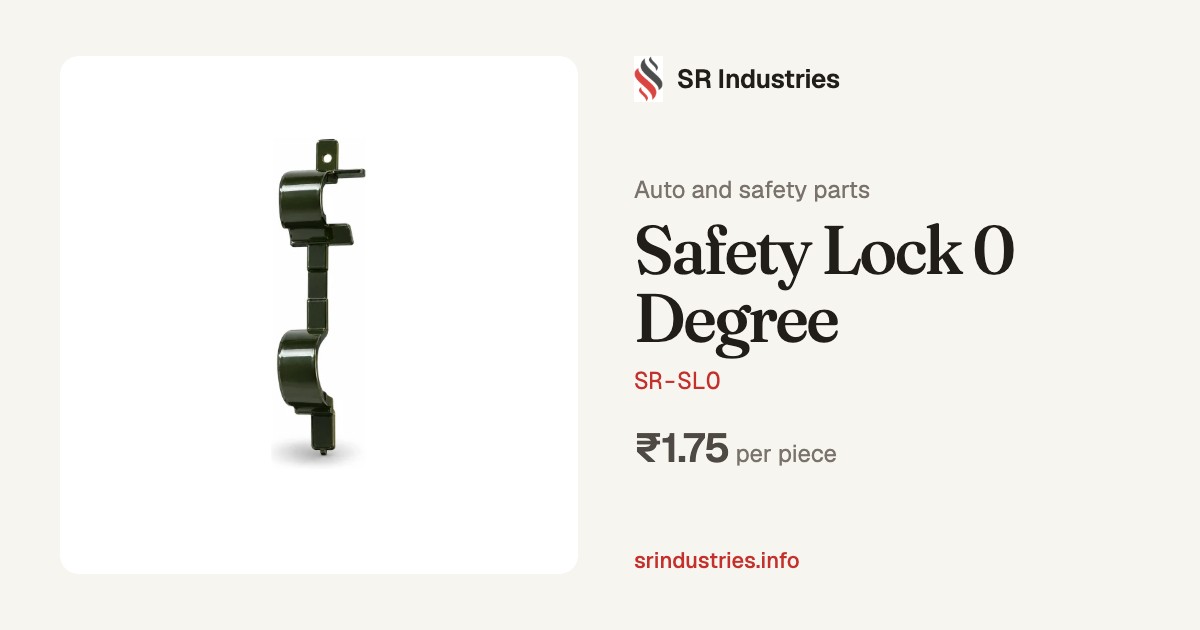 SR Industries
Auto and safety parts
Safety Lock 0
Degree
SR-SL0
₹1.75 per piece
srindustries.info